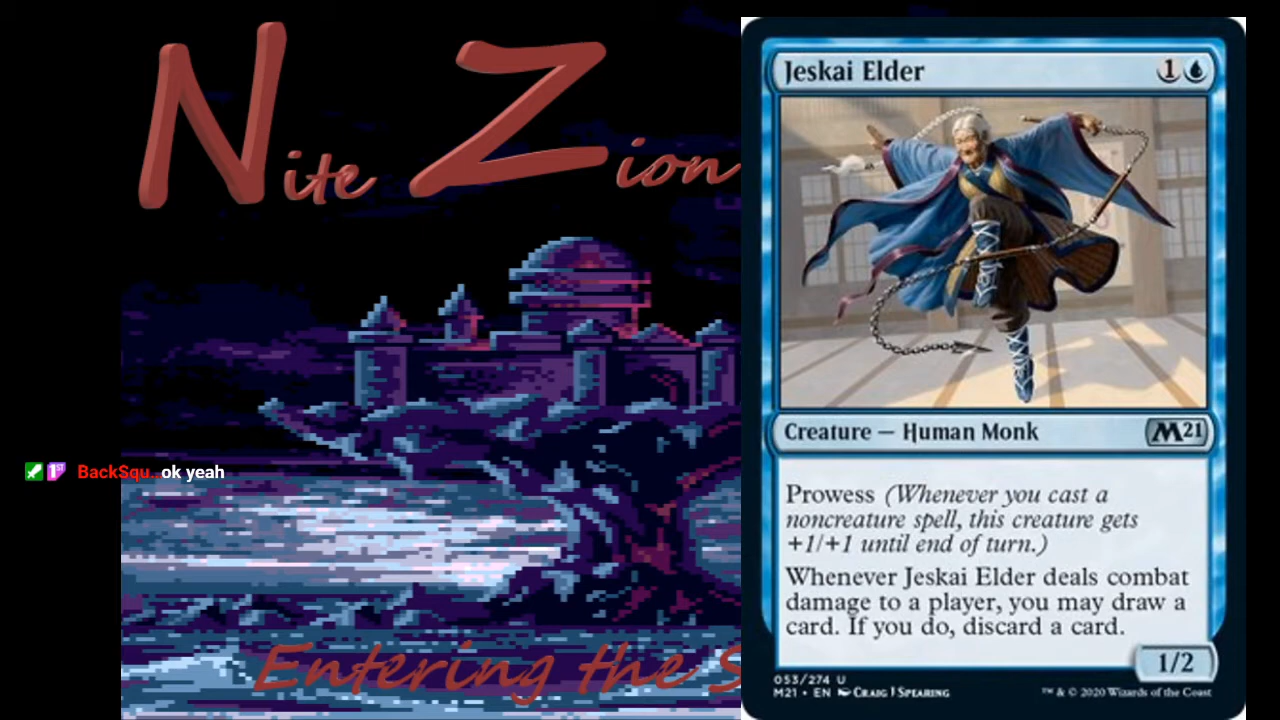 Nite Zion
BackSqu... ok yeah
Entering the S
Jeskai Elder 1
Creature — Human Monk M21
Prowess (Whenever you cast a
noncreature spell, this creature gets
+1/+1 until end of turn.)
Whenever Jeskai Elder deals combat
damage to a player, you may draw a
card. If you do, discard a card.
1/2
053/274 U
M21 • EN Craig J Spearing
™ & © 2020 Wizards of the Coast